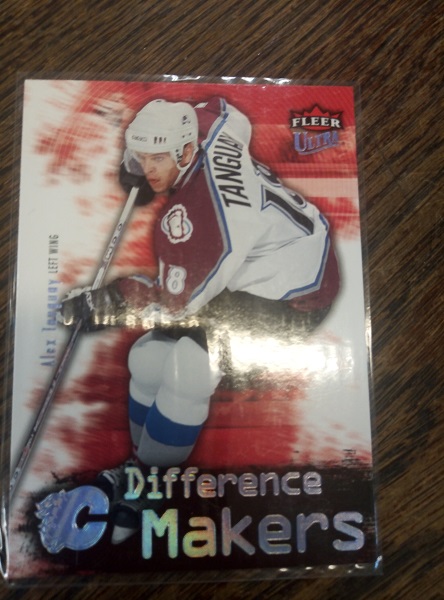 FLEER
ULTRA
TANGUAY
18
18
Alex Tanguay LEFT WING
C
Difference
Makers